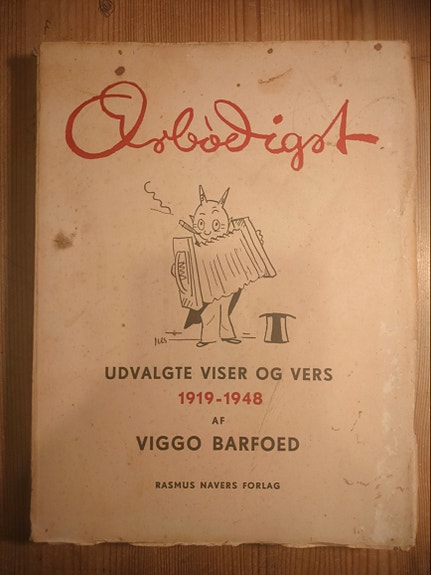 Ærbødigst
UDVALGTE VISER OG VERS
1919-1948
AF
VIGGO BARFOED
RASMUS NAVERS FORLAG